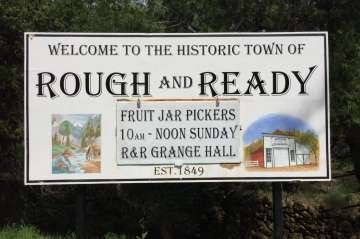 WELCOME TO THE HISTORIC TOWN OF
ROUGH AND READY
FRUIT JAR PICKERS
10AM - NOON SUNDAY
R&R GRANGE HALL
EST. 1849